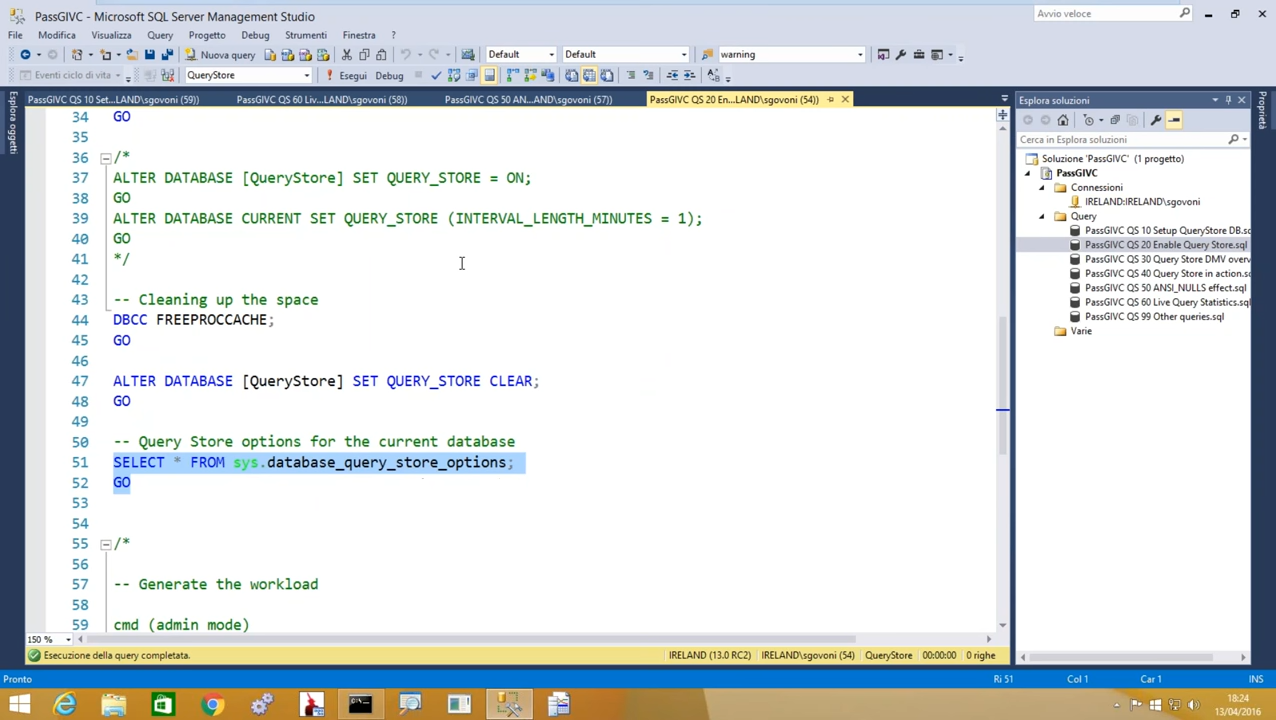 PassGIVC - Microsoft SQL Server Management Studio
Avvio veloce
File Modifica Visualizza Query Progetto Debug Strumenti Finestra ?
Nuova query Default Default warning
Eventi ciclo di vita QueryStore ! Esegui Debug
PassGIVC QS 10 Set...LAND\sgovoni (59)) PassGIVC QS 60 Liv...LAND\sgovoni (58)) PassGIVC QS 50 AN...AND\sgovoni (57)) PassGIVC QS 20 En...LAND\sgovoni (54))
Esplora oggetti
34 GO
35
36 /*
37 ALTER DATABASE [QueryStore] SET QUERY_STORE = ON;
38 GO
39 ALTER DATABASE CURRENT SET QUERY_STORE (INTERVAL_LENGTH_MINUTES = 1);
40 GO
41 */
42
43 -- Cleaning up the space
44 DBCC FREEPROCCACHE;
45 GO
46
47 ALTER DATABASE [QueryStore] SET QUERY_STORE CLEAR;
48 GO
49
50 -- Query Store options for the current database
51 SELECT * FROM sys.database_query_store_options;
52 GO
53
54
55 /*
56
57 -- Generate the workload
58
59 cmd (admin mode)
150 %
Esecuzione della query completata. IRELAND (13.0 RC2) IRELAND\sgovoni (54) QueryStore 00:00:00 0 righe
Esplora soluzioni
Cerca in Esplora soluzioni
Soluzione 'PassGIVC' (1 progetto)
PassGIVC
Connessioni
IRELAND:IRELAND\sgovoni
Query
PassGIVC QS 10 Setup QueryStore DB.sc
PassGIVC QS 20 Enable Query Store.sql
PassGIVC QS 30 Query Store DMV overv
PassGIVC QS 40 Query Store in action.sc
PassGIVC QS 50 ANSI_NULLS effect.sql
PassGIVC QS 60 Live Query Statistics.sql
PassGIVC QS 99 Other queries.sql
Varie
Proprietà
Pronto Ri 51 Col 1 Car 1 INS
18:24
13/04/2016